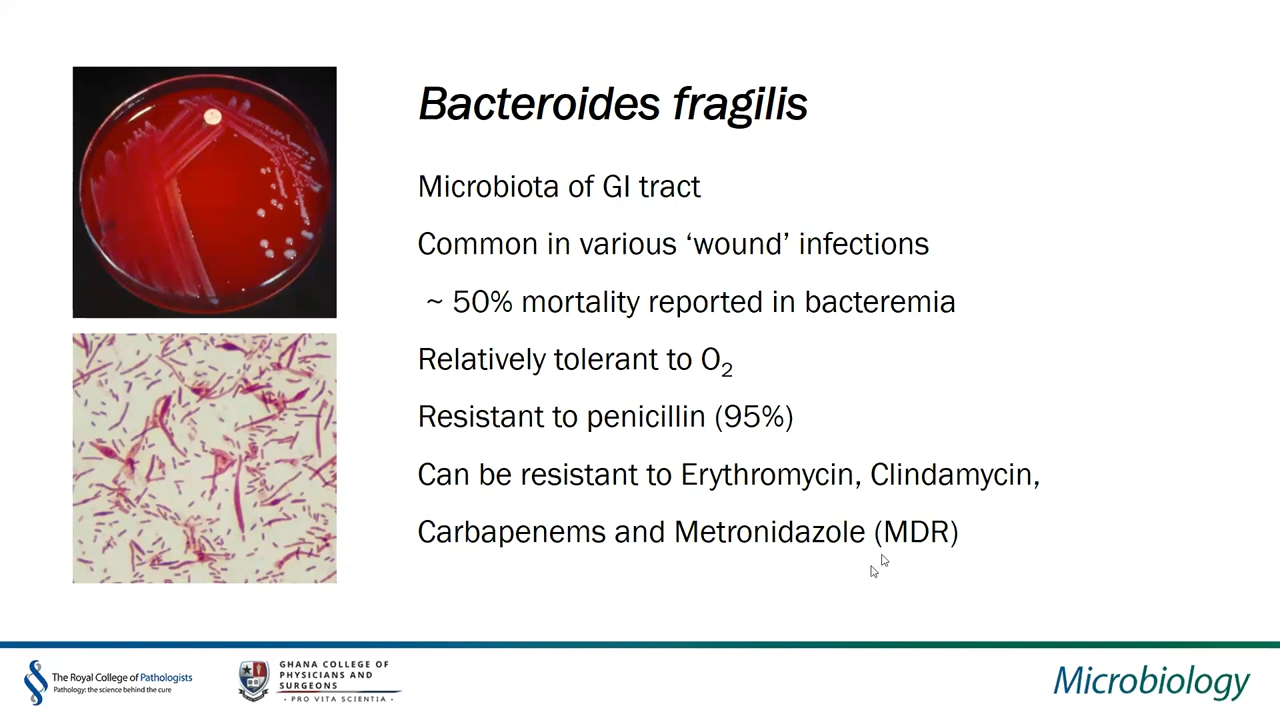 Bacteroides fragilis
Microbiota of GI tract
Common in various ‘wound’ infections
~ 50% mortality reported in bacteremia
Relatively tolerant to O₂
Resistant to penicillin (95%)
Can be resistant to Erythromycin, Clindamycin,
Carbapenems and Metronidazole (MDR)
The Royal College of Pathologists
Pathology: the science behind the cure
GHANA COLLEGE OF
PHYSICIANS AND
SURGEONS
- PRO VITA SCIENTIA -
Microbiology